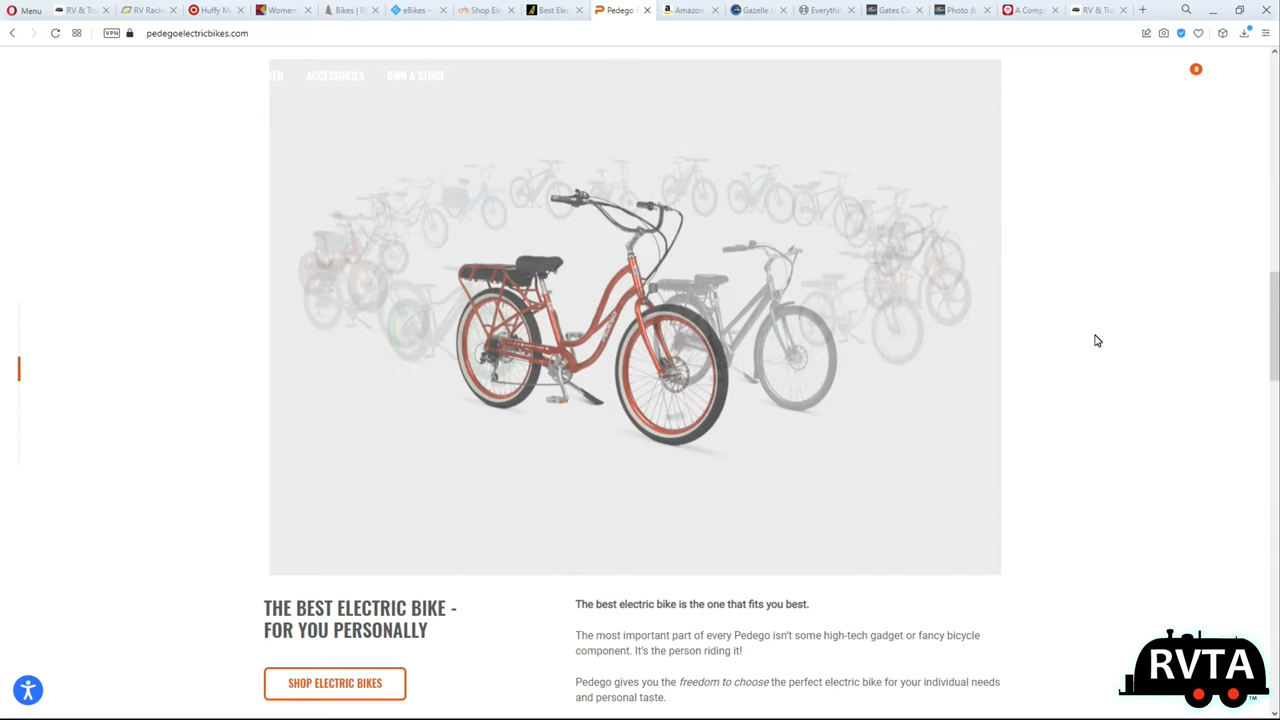 Menu
RV & Tra
RV Rack
Huffy M
Women
Bikes | R
eBikes –
Shop Ele
Best Elec
Pedego
Amazon
Gazelle
Everythi
Gates Ca
Photo &
A Comp
RV & Tra
VPN
pedegoelectricbikes.com
ACCESSORIES
OWN A STORE
0
THE BEST ELECTRIC BIKE -
FOR YOU PERSONALLY
SHOP ELECTRIC BIKES
The best electric bike is the one that fits you best.
The most important part of every Pedego isn't some high-tech gadget or fancy bicycle
component. It's the person riding it!
Pedego gives you the freedom to choose the perfect electric bike for your individual needs
and personal taste.
RVTA
TM